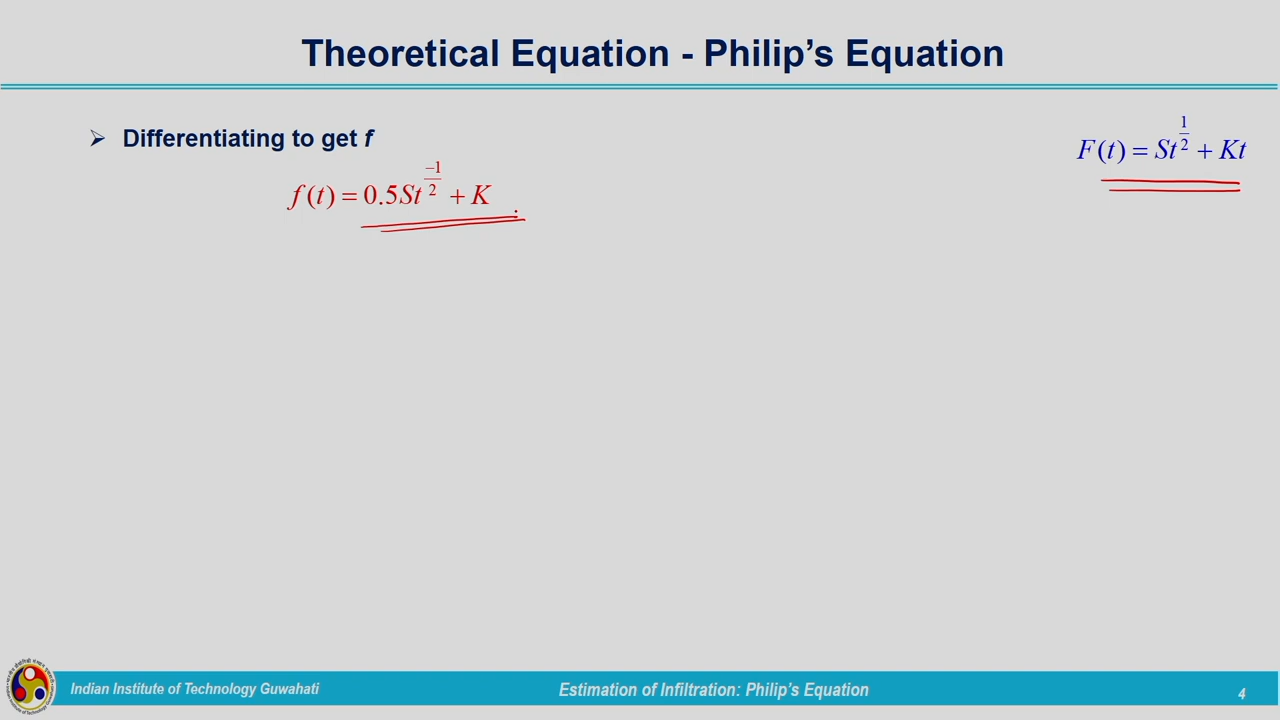 Theoretical Equation - Philip's Equation
➢ Differentiating to get f
F(t) = St^{1/2} + Kt
f(t) = 0.5St^{-1/2} + K
Indian Institute of Technology Guwahati
Estimation of Infiltration: Philip's Equation
4